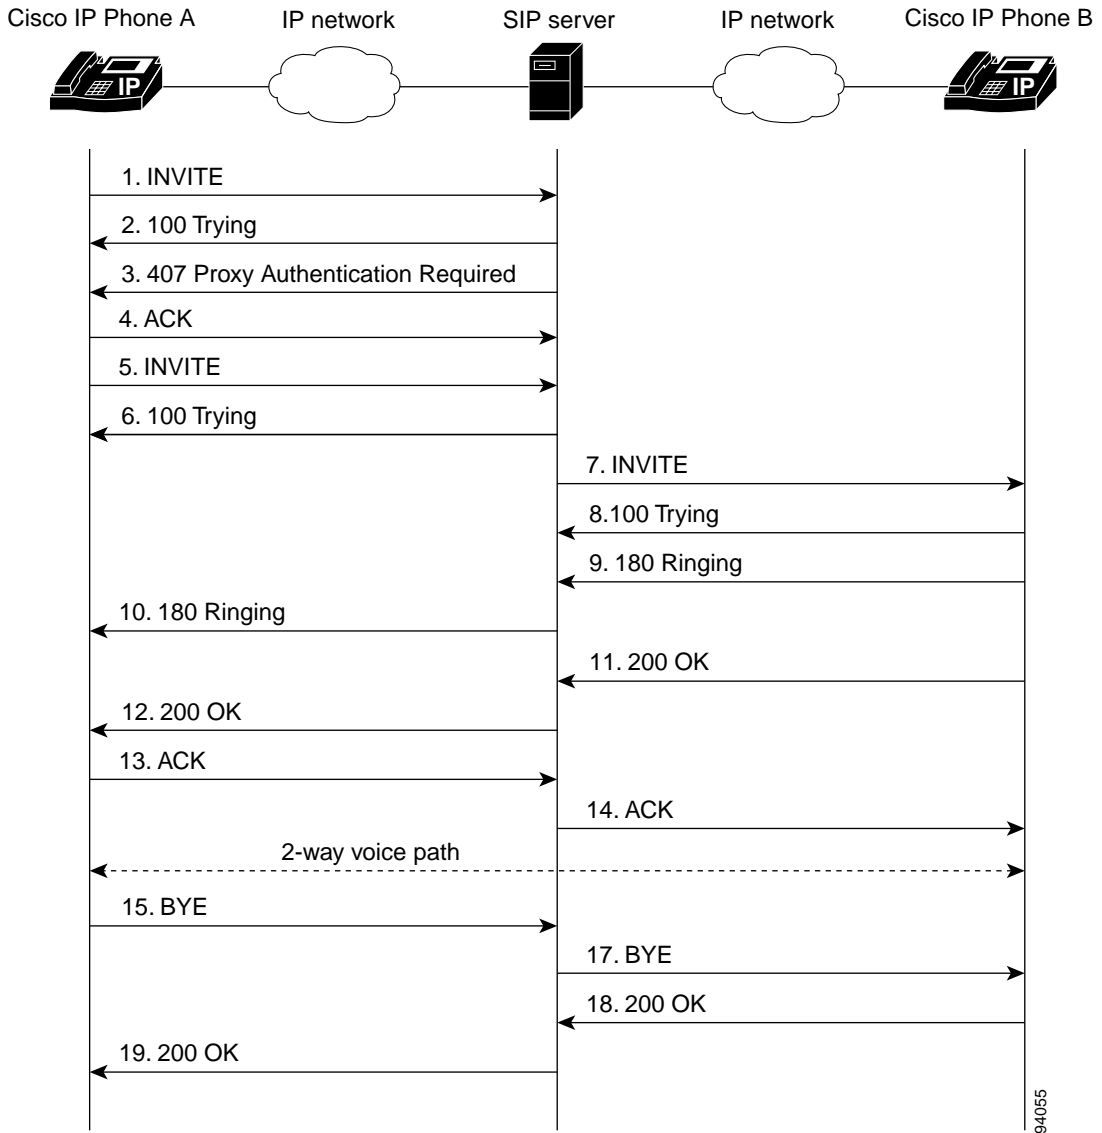 Cisco IP Phone A
IP network
SIP server
IP network
Cisco IP Phone B
IP
IP
1. INVITE
2. 100 Trying
3. 407 Proxy Authentication Required
4. ACK
5. INVITE
6. 100 Trying
7. INVITE
8.100 Trying
9. 180 Ringing
10. 180 Ringing
11. 200 OK
12. 200 OK
13. ACK
14. ACK
2-way voice path
15. BYE
17. BYE
18. 200 OK
19. 200 OK
94055